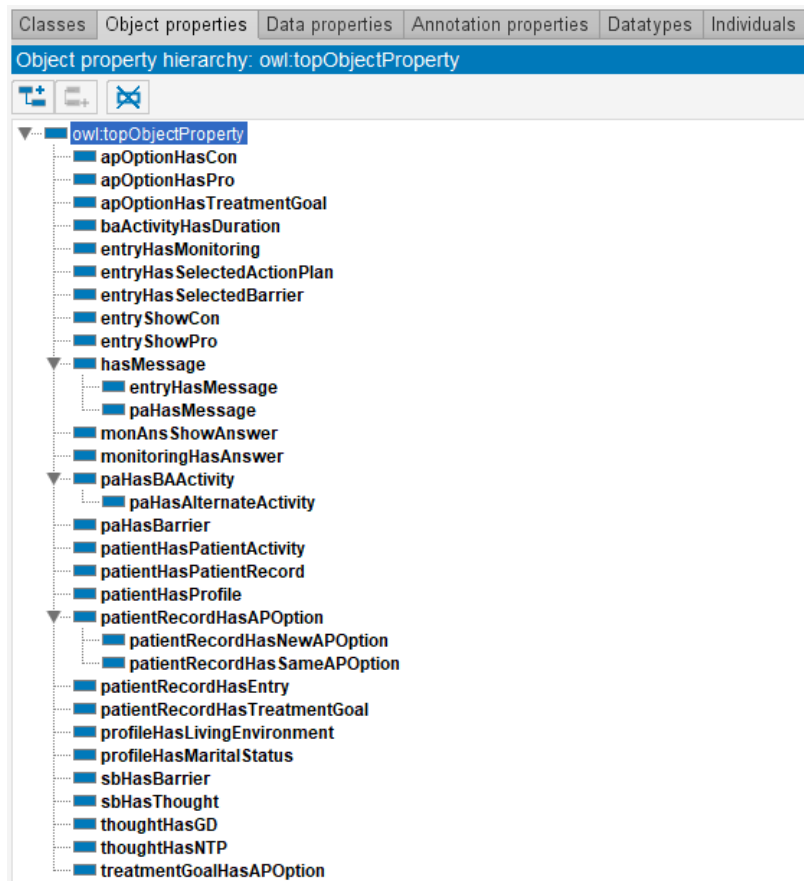 Classes Object properties Data properties Annotation properties Datatypes Individuals
Object property hierarchy: owl:topObjectProperty
owl:topObjectProperty
apOptionHasCon
apOptionHasPro
apOptionHasTreatmentGoal
baActivityHasDuration
entryHasMonitoring
entryHasSelectedActionPlan
entryHasSelectedBarrier
entryShowCon
entryShowPro
hasMessage
entryHasMessage
paHasMessage
monAnsShowAnswer
monitoringHasAnswer
paHasBAActivity
paHasAlternateActivity
paHasBarrier
patientHasPatientActivity
patientHasPatientRecord
patientHasProfile
patientRecordHasAPOption
patientRecordHasNewAPOption
patientRecordHasSameAPOption
patientRecordHasEntry
patientRecordHasTreatmentGoal
profileHasLivingEnvironment
profileHasMaritalStatus
sbHasBarrier
sbHasThought
thoughtHasGD
thoughtHasNTP
treatmentGoalHasAPOption